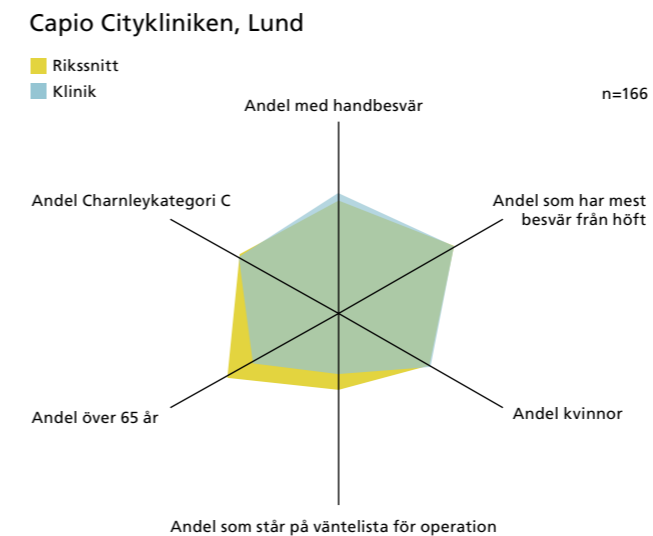 Capio Citykliniken, Lund
Rikssnitt
Klinik
n=166
Andel med handbesvär
Andel Charnleykategori C
Andel som har mest
besvär från höft
Andel över 65 år
Andel kvinnor
Andel som står på väntelista för operation